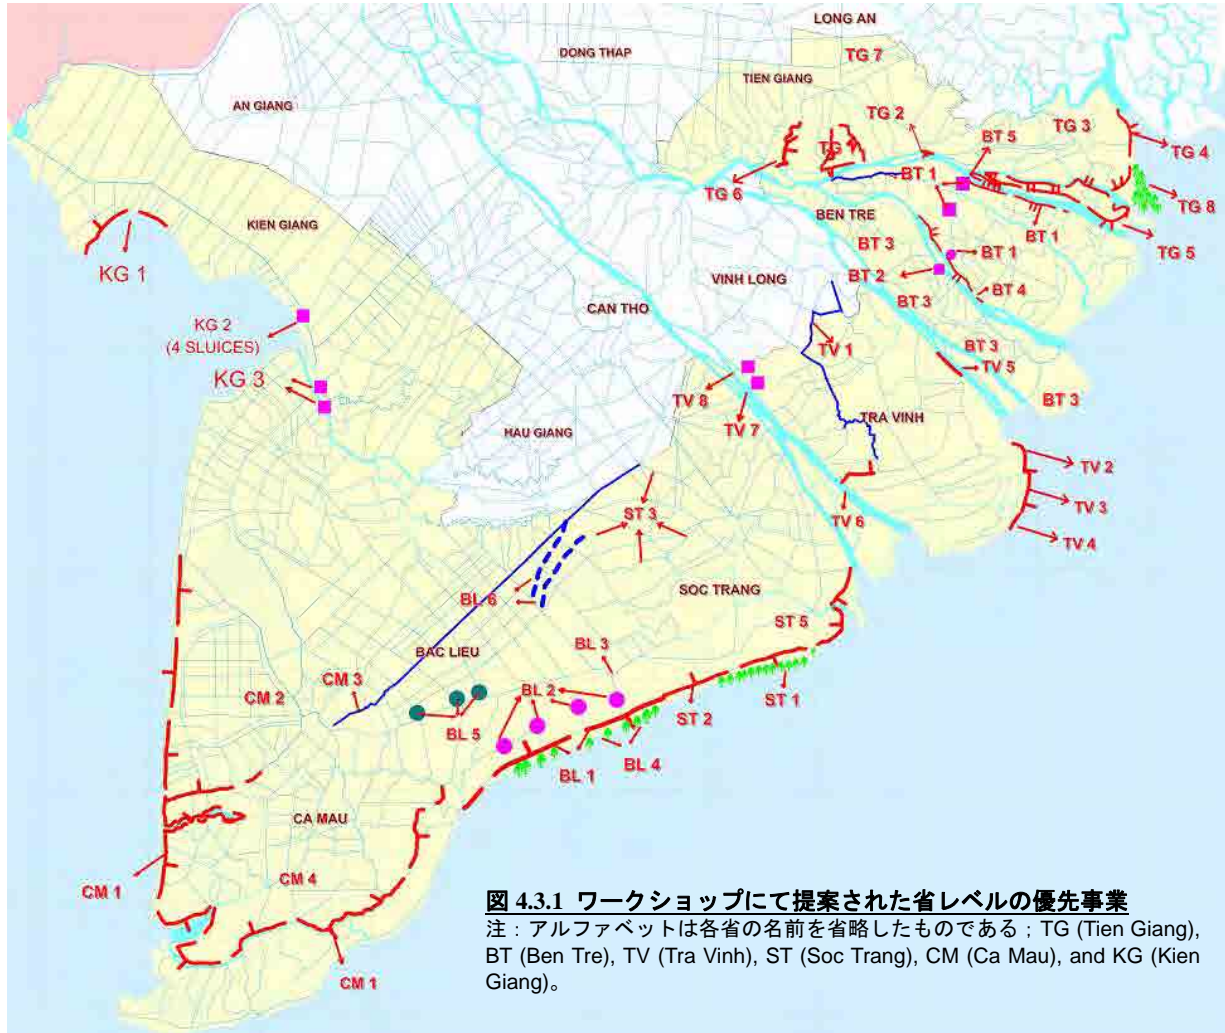 LONG AN
DONG THAP
TG 7
TIEN GIANG
AN GIANG
TG 2
BT 5
TG 3
TG 4
TG 1
BT 1
TG 6
TG 8
BEN TRE
KIEN GIANG
BT 3
BT 1
TG 5
BT 1
KG 1
VINH LONG
BT 2
BT 4
BT 3
CAN THO
KG 2
(4 SLUICES)
TV 1
BT 3
TV 5
KG 3
TV 8
BT 3
TRA VINH
TV 7
HAU GIANG
TV 2
ST 3
TV 3
TV 6
TV 4
SOC TRANG
BL 6
ST 5
BL 3
BAC LIEU
CM 3
CM 2
BL 2
ST 1
ST 2
BL 5
BL 4
BL 1
CA MAU
CM 4
CM 1
CM 1
図 4.3.1 ワークショップにて提案された省レベルの優先事業
注：アルファベットは各省の名前を省略したものである；TG (Tien Giang),
BT (Ben Tre), TV (Tra Vinh), ST (Soc Trang), CM (Ca Mau), and KG (Kien
Giang)。